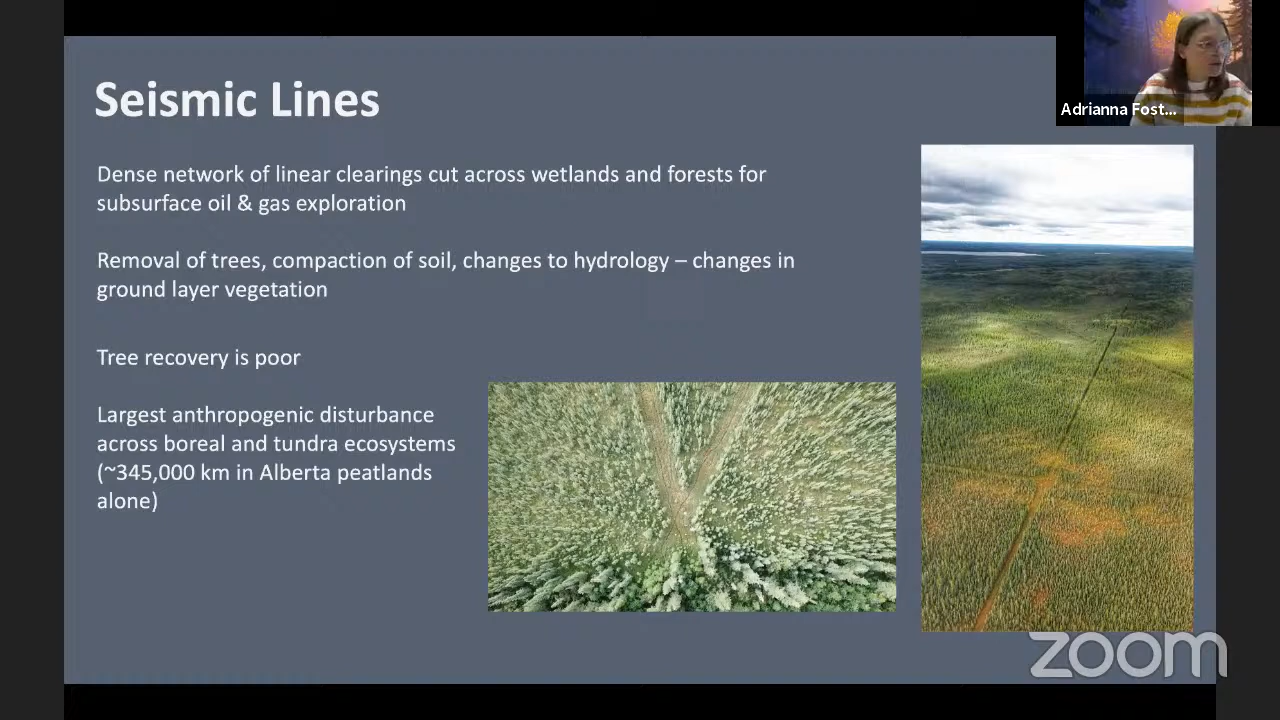 Seismic Lines
Adrianna Fost...
Dense network of linear clearings cut across wetlands and forests for
subsurface oil & gas exploration
Removal of trees, compaction of soil, changes to hydrology – changes in
ground layer vegetation
Tree recovery is poor
Largest anthropogenic disturbance
across boreal and tundra ecosystems
(~345,000 km in Alberta peatlands
alone)
zoom